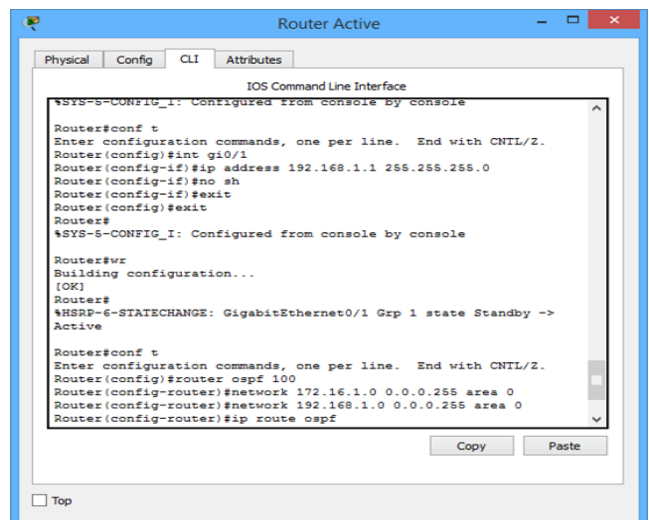 Router Active
Physical Config CLI Attributes
IOS Command Line Interface
%SYS-5-CONFIG_I: Configured from console by console
Router#conf t
Enter configuration commands, one per line. End with CNTL/Z.
Router(config)#int gi0/1
Router(config-if)#ip address 192.168.1.1 255.255.255.0
Router(config-if)#no sh
Router(config-if)#exit
Router(config)#exit
Router#
%SYS-5-CONFIG_I: Configured from console by console
Router#wr
Building configuration...
[OK]
Router#
%HSRP-6-STATECHANGE: GigabitEthernet0/1 Grp 1 state Standby ->
Active
Router#conf t
Enter configuration commands, one per line. End with CNTL/Z.
Router(config)#router ospf 100
Router(config-router)#network 172.16.1.0 0.0.0.255 area 0
Router(config-router)#network 192.168.1.0 0.0.0.255 area 0
Router(config-router)#ip route ospf
Copy Paste
Top